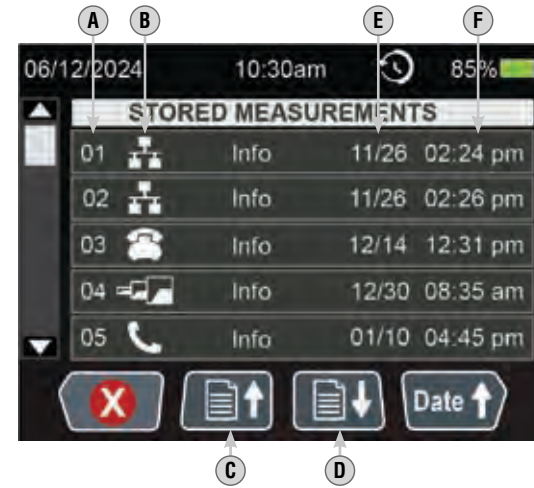 A B E F
06/12/2024 10:30am 85%
STORED MEASUREMENTS
01 Info 11/26 02:24 pm
02 Info 11/26 02:26 pm
03 Info 12/14 12:31 pm
04 Info 12/30 08:35 am
05 Info 01/10 04:45 pm
X Date
C D